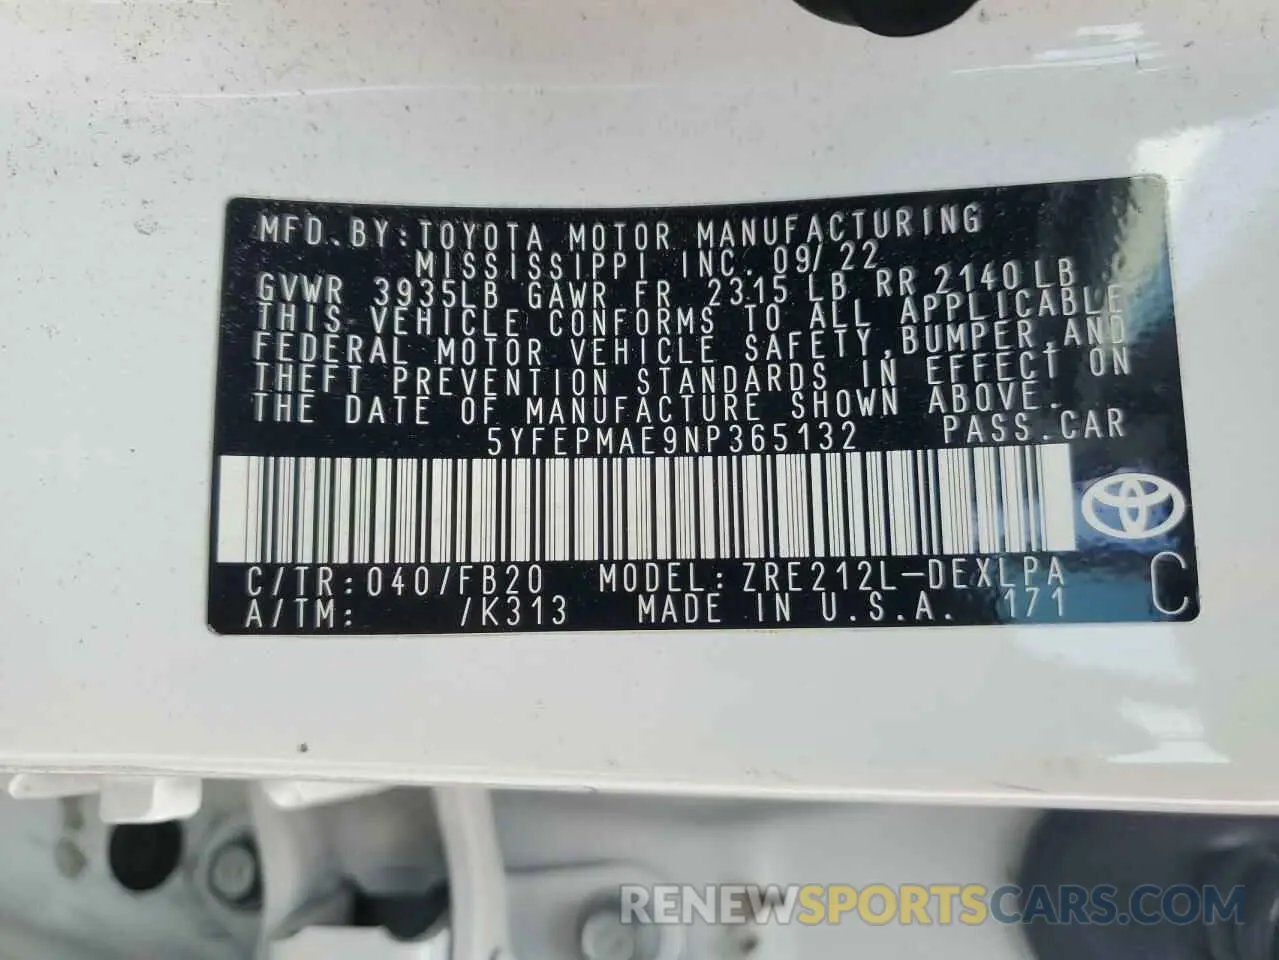 MFD.BY:TOYOTA MOTOR MANUFACTURING
MISSISSIPPI INC. 09/22
GVWR 3935LB GAWR FR 2315 LB RR 2140 LB
THIS VEHICLE CONFORMS TO ALL APPLICABLE
FEDERAL MOTOR VEHICLE SAFETY, BUMPER, AND
THEFT PREVENTION STANDARDS IN EFFECT ON
THE DATE OF MANUFACTURE SHOWN ABOVE.
5YFEPMAE9NP365132 PASS.CAR
C/TR:040/FB20 MODEL:ZRE212L-DEXLPA
A/TM: /K313 MADE IN U.S.A. 171 C
RENEWSPORTSCARS.COM